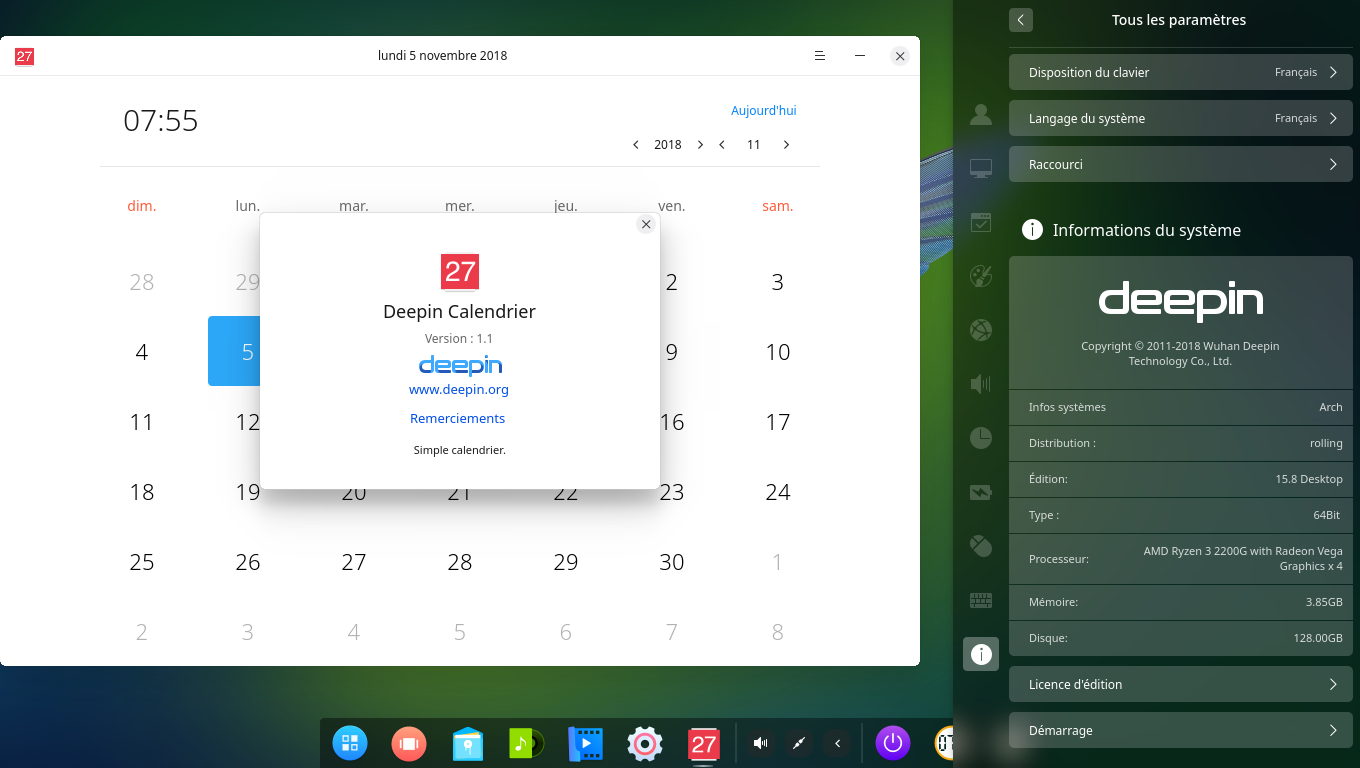 27
lundi 5 novembre 2018
07:55
Aujourd'hui
2018
11
dim. lun. mar. mer. jeu. ven. sam.
28 29 2 3
4 5 9 10
11 12 16 17
18 19 20 21 22 23 24
25 26 27 28 29 30 1
2 3 4 5 6 7 8
27
Deepin Calendrier
Version : 1.1
deepin
www.deepin.org
Remerciements
Simple calendrier.
Tous les paramètres
Disposition du clavier Français
Langage du système Français
Raccourci
Informations du système
deepin
Copyright © 2011-2018 Wuhan Deepin
Technology Co., Ltd.
Infos systèmes Arch
Distribution : rolling
Édition: 15.8 Desktop
Type : 64Bit
Processeur: AMD Ryzen 3 2200G with Radeon Vega
Graphics x 4
Mémoire: 3.85GB
Disque: 128.00GB
Licence d'édition
Démarrage
27
07